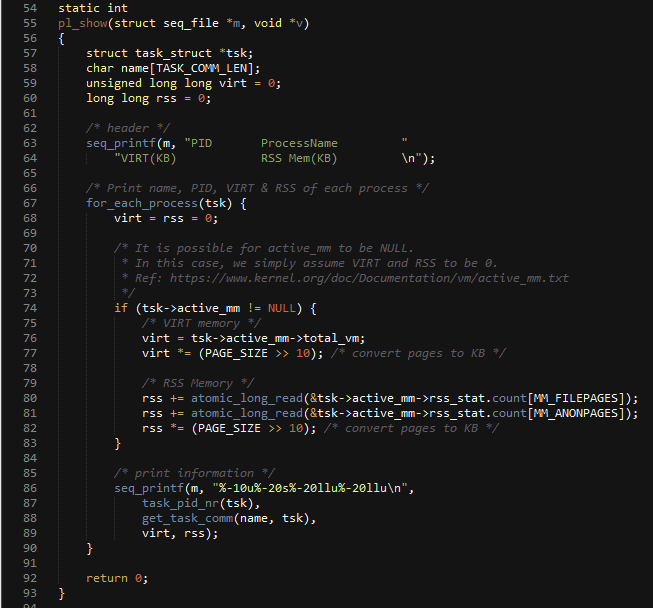 54 static int
55 pl_show(struct seq_file *m, void *v)
56 {
57     struct task_struct *tsk;
58     char name[TASK_COMM_LEN];
59     unsigned long long virt = 0;
60     long long rss = 0;
61
62     /* header */
63     seq_printf(m, "PID       ProcessName         "
64         "VIRT(KB)            RSS Mem(KB)         \n");
65
66     /* Print name, PID, VIRT & RSS of each process */
67     for_each_process(tsk) {
68         virt = rss = 0;
69
70         /* It is possible for active_mm to be NULL.
71          * In this case, we simply assume VIRT and RSS to be 0.
72          * Ref: https://www.kernel.org/doc/Documentation/vm/active_mm.txt
73          */
74         if (tsk->active_mm != NULL) {
75             /* VIRT memory */
76             virt = tsk->active_mm->total_vm;
77             virt *= (PAGE_SIZE >> 10); /* convert pages to KB */
78
79             /* RSS Memory */
80             rss += atomic_long_read(&tsk->active_mm->rss_stat.count[MM_FILEPAGES]);
81             rss += atomic_long_read(&tsk->active_mm->rss_stat.count[MM_ANONPAGES]);
82             rss *= (PAGE_SIZE >> 10); /* convert pages to KB */
83         }
84
85         /* print information */
86         seq_printf(m, "%-10u%-20s%-20llu%-20llu\n",
87             task_pid_nr(tsk),
88             get_task_comm(name, tsk),
89             virt, rss);
90     }
91
92     return 0;
93 }
94